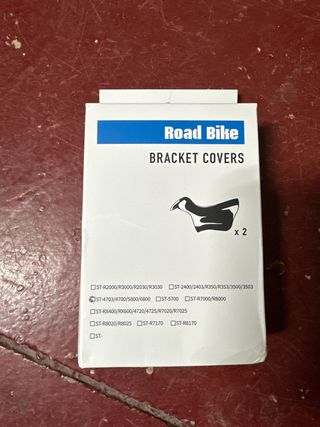 Road Bike
BRACKET COVERS
x 2
ST-R2000/R3000/R2030/R3030 ST-2400/2403/R350/R353/3500/3503
ST-4703/4700/5800/6800 ST-5700 ST-R7000/R8000
ST-RX400/RX600/4720/4725/R7020/R7025
ST-R8020/R8025 ST-R7170 ST-R8170
ST-